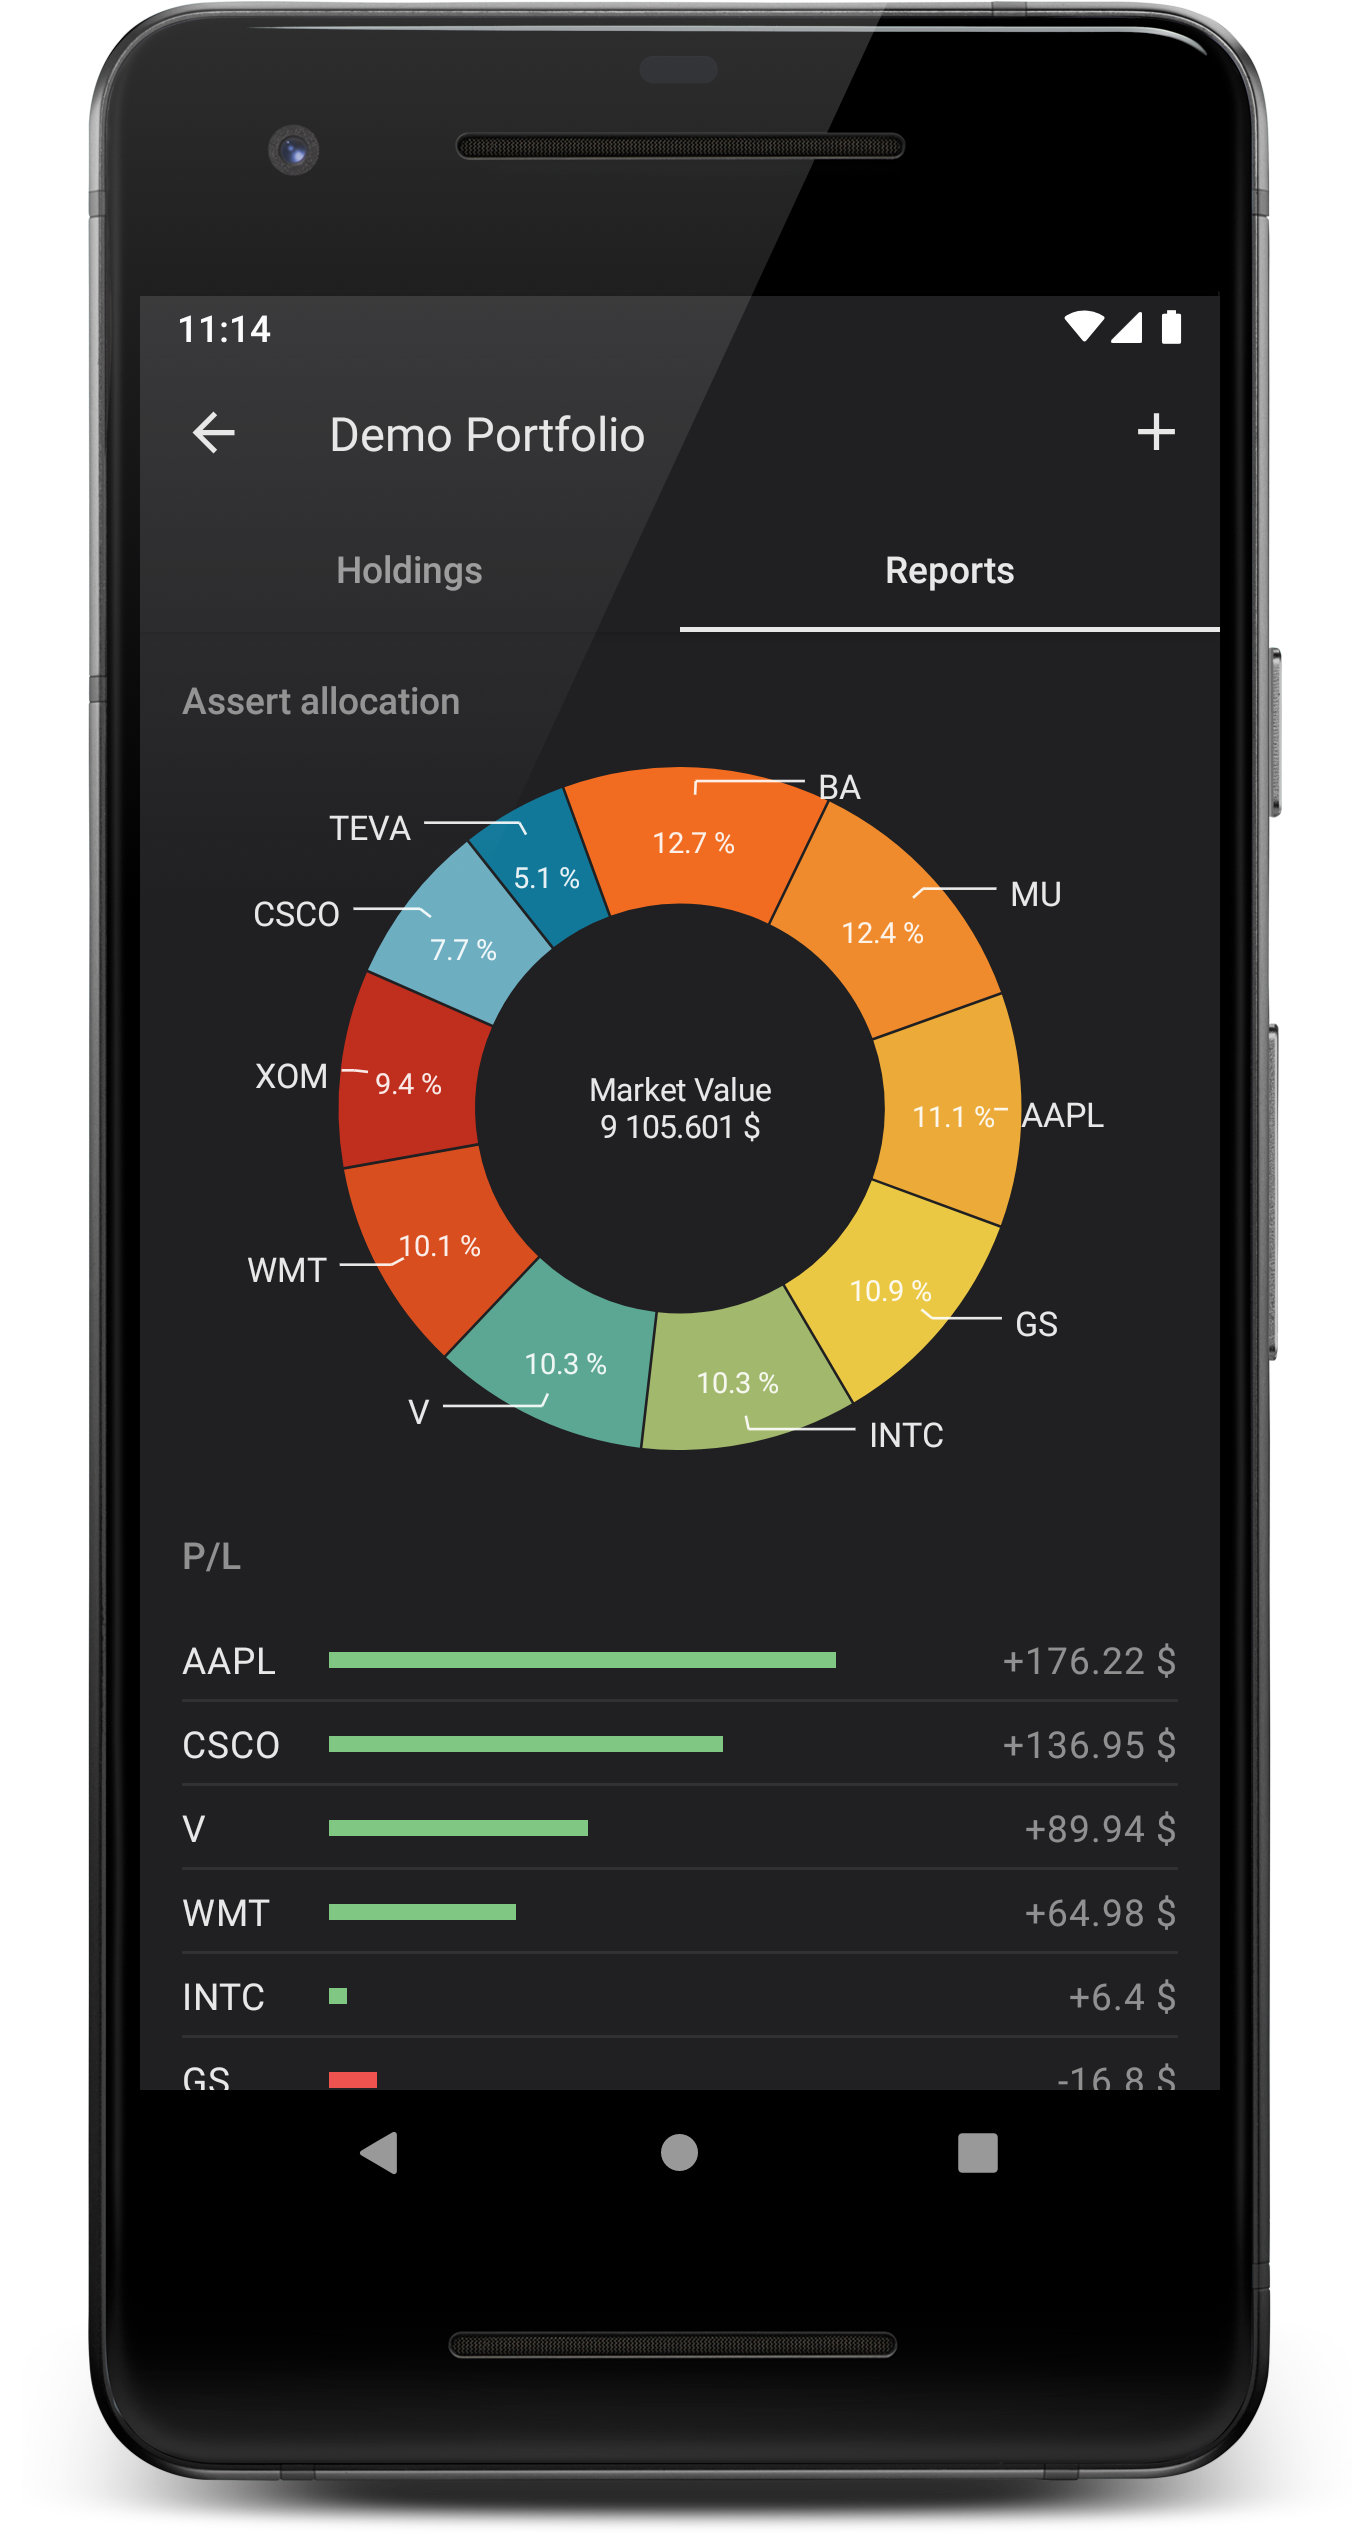 11:14
Demo Portfolio
Holdings
Reports
Assert allocation
BA
12.7 %
TEVA
5.1 %
MU
12.4 %
CSCO
7.7 %
XOM
9.4 %
Market Value
9 105.601 $
11.1 %
AAPL
WMT
10.1 %
10.9 %
GS
10.3 %
V
10.3 %
INTC
P/L
AAPL +176.22 $
CSCO +136.95 $
V +89.94 $
WMT +64.98 $
INTC +6.4 $
GS -16.8 $